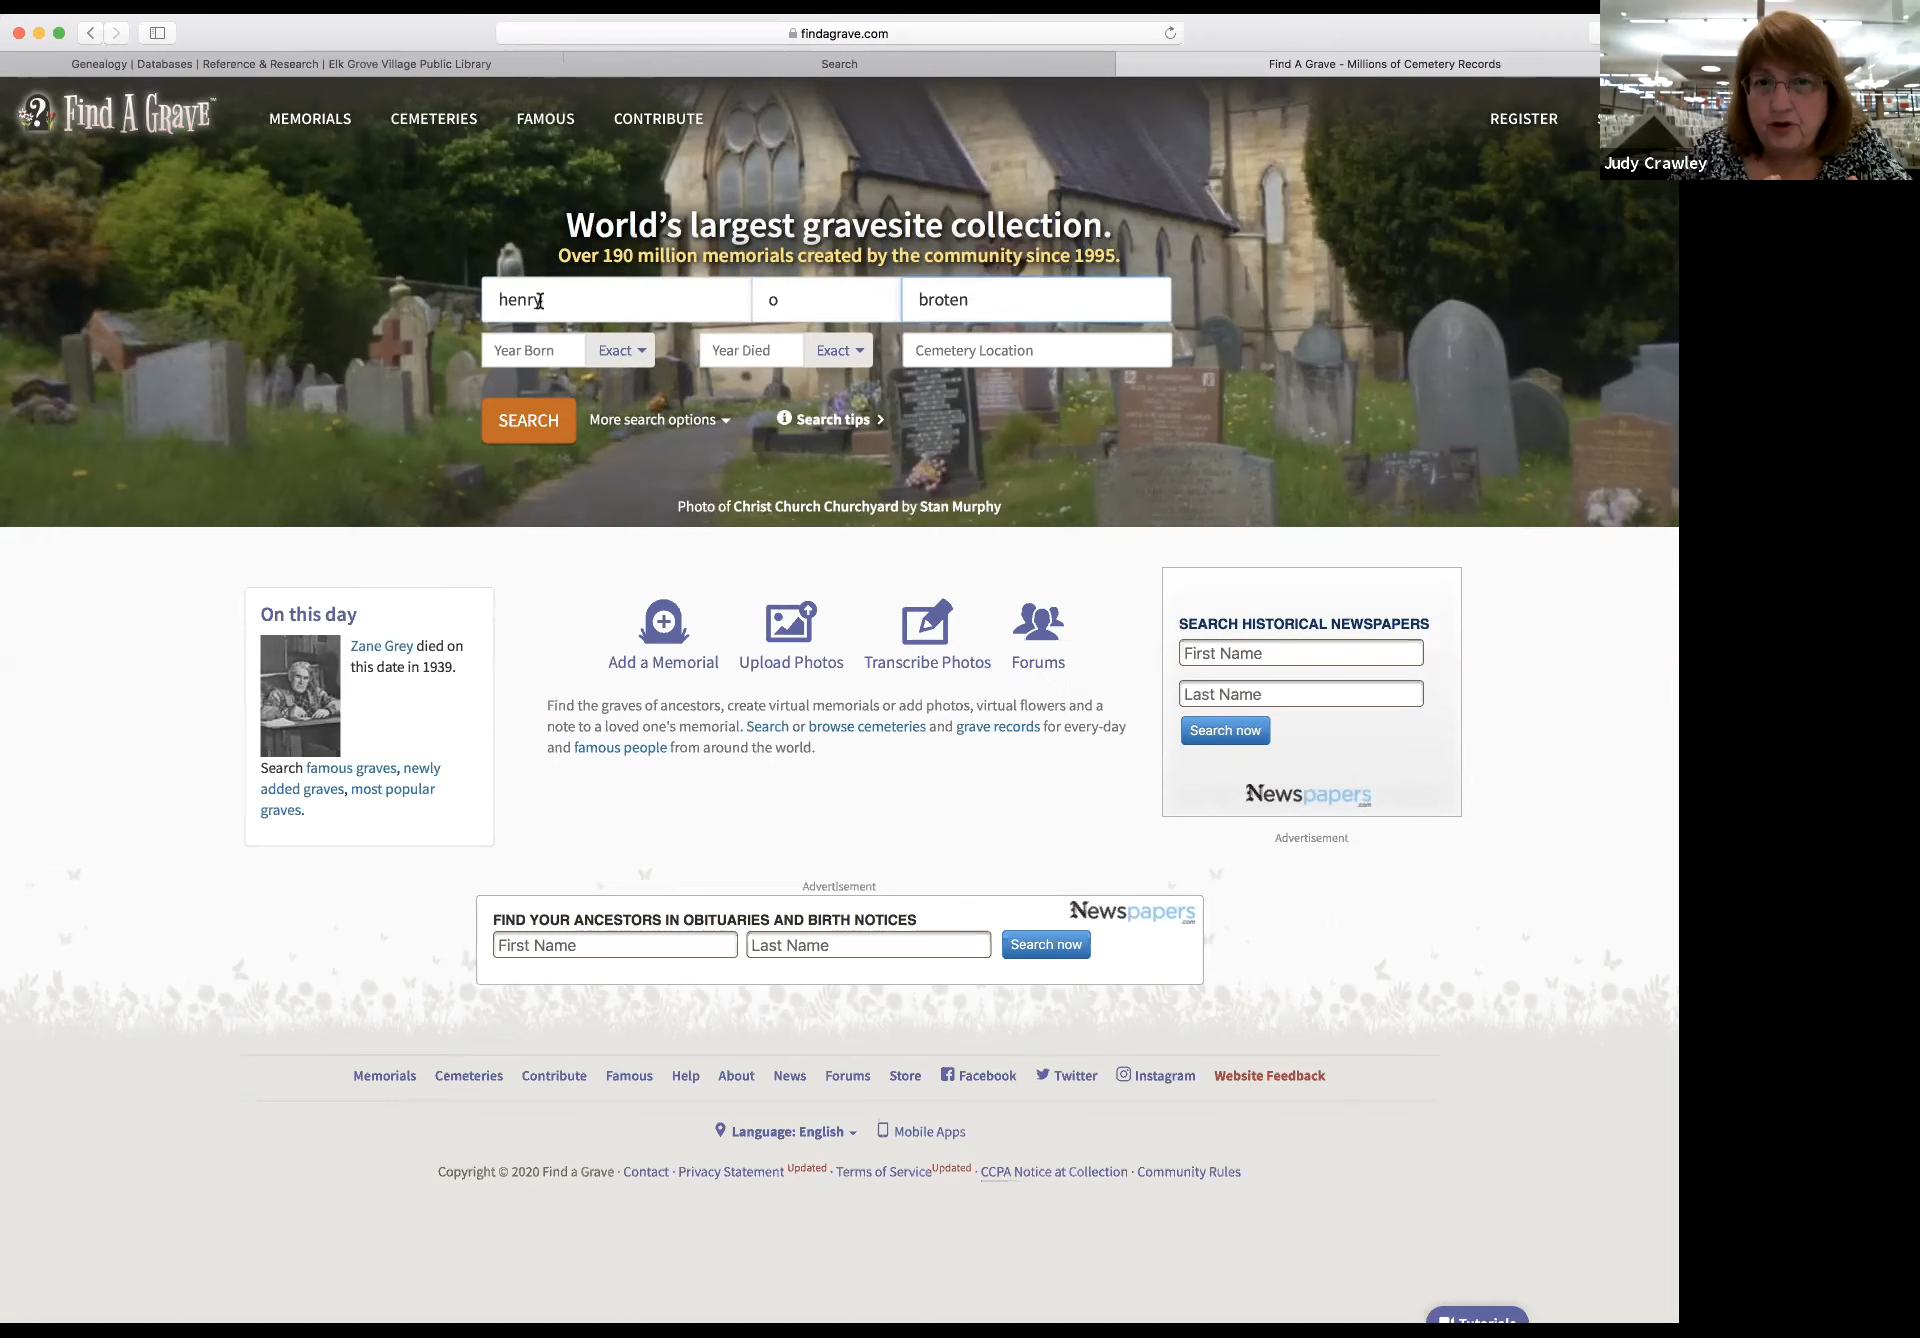 findagrave.com
Genealogy | Databases | Reference & Research | Elk Grove Village Public Library
Search
Find A Grave - Millions of Cemetery Records
Find A Grave™
MEMORIALS
CEMETERIES
FAMOUS
CONTRIBUTE
REGISTER
Judy Crawley
World's largest gravesite collection.
Over 190 million memorials created by the community since 1995.
henry
o
broten
Year Born
Exact
Year Died
Exact
Cemetery Location
SEARCH
More search options
Search tips
Photo of Christ Church Churchyard by Stan Murphy
On this day
Zane Grey died on
this date in 1939.
Search famous graves, newly
added graves, most popular
graves.
Add a Memorial
Upload Photos
Transcribe Photos
Forums
Find the graves of ancestors, create virtual memorials or add photos, virtual flowers and a
note to a loved one's memorial. Search or browse cemeteries and grave records for every-day
and famous people from around the world.
SEARCH HISTORICAL NEWSPAPERS
First Name
Last Name
Search now
Newspapers.com
Advertisement
Advertisement
Newspapers.com
FIND YOUR ANCESTORS IN OBITUARIES AND BIRTH NOTICES
First Name
Last Name
Search now
Memorials
Cemeteries
Contribute
Famous
Help
About
News
Forums
Store
Facebook
Twitter
Instagram
Website Feedback
Language: English
Mobile Apps
Copyright © 2020 Find a Grave · Contact · Privacy Statement Updated · Terms of Service Updated · CCPA Notice at Collection · Community Rules
Tutorials